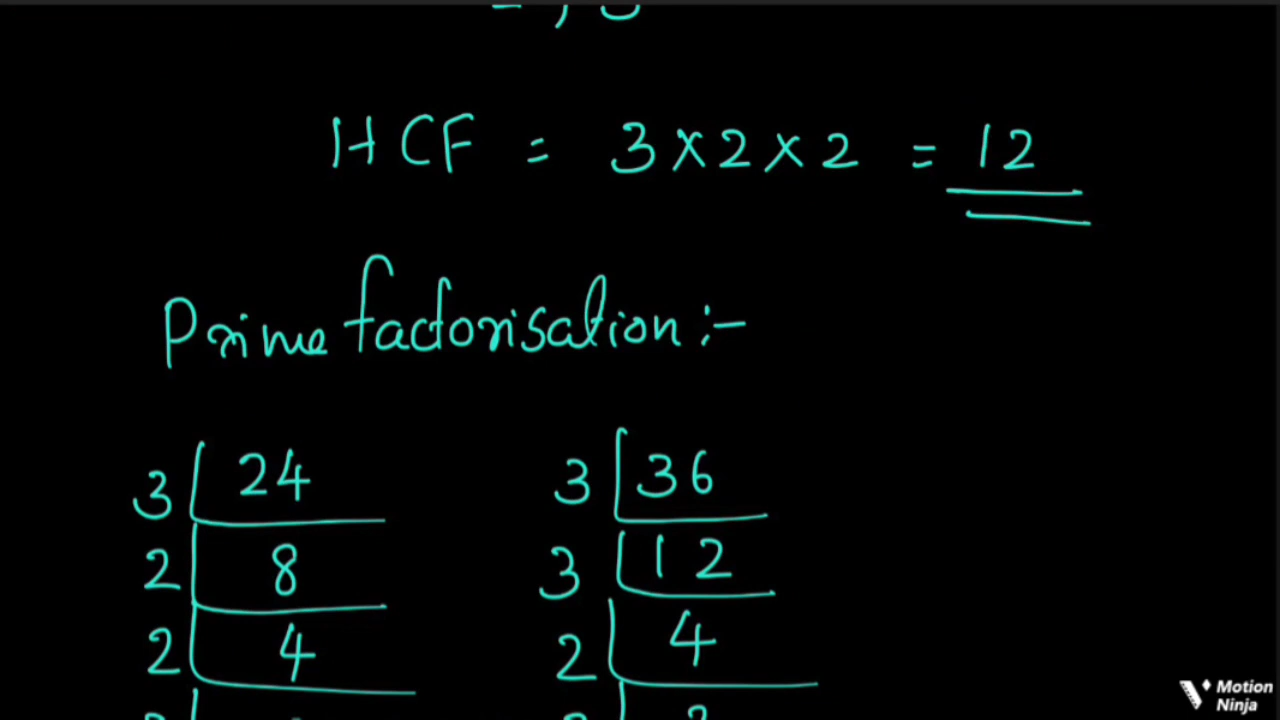 HCF = 3 × 2 × 2 = 12
Prime factorisation :-
3 24 3 36
2 8 3 12
2 4 2 4
Motion
Ninja